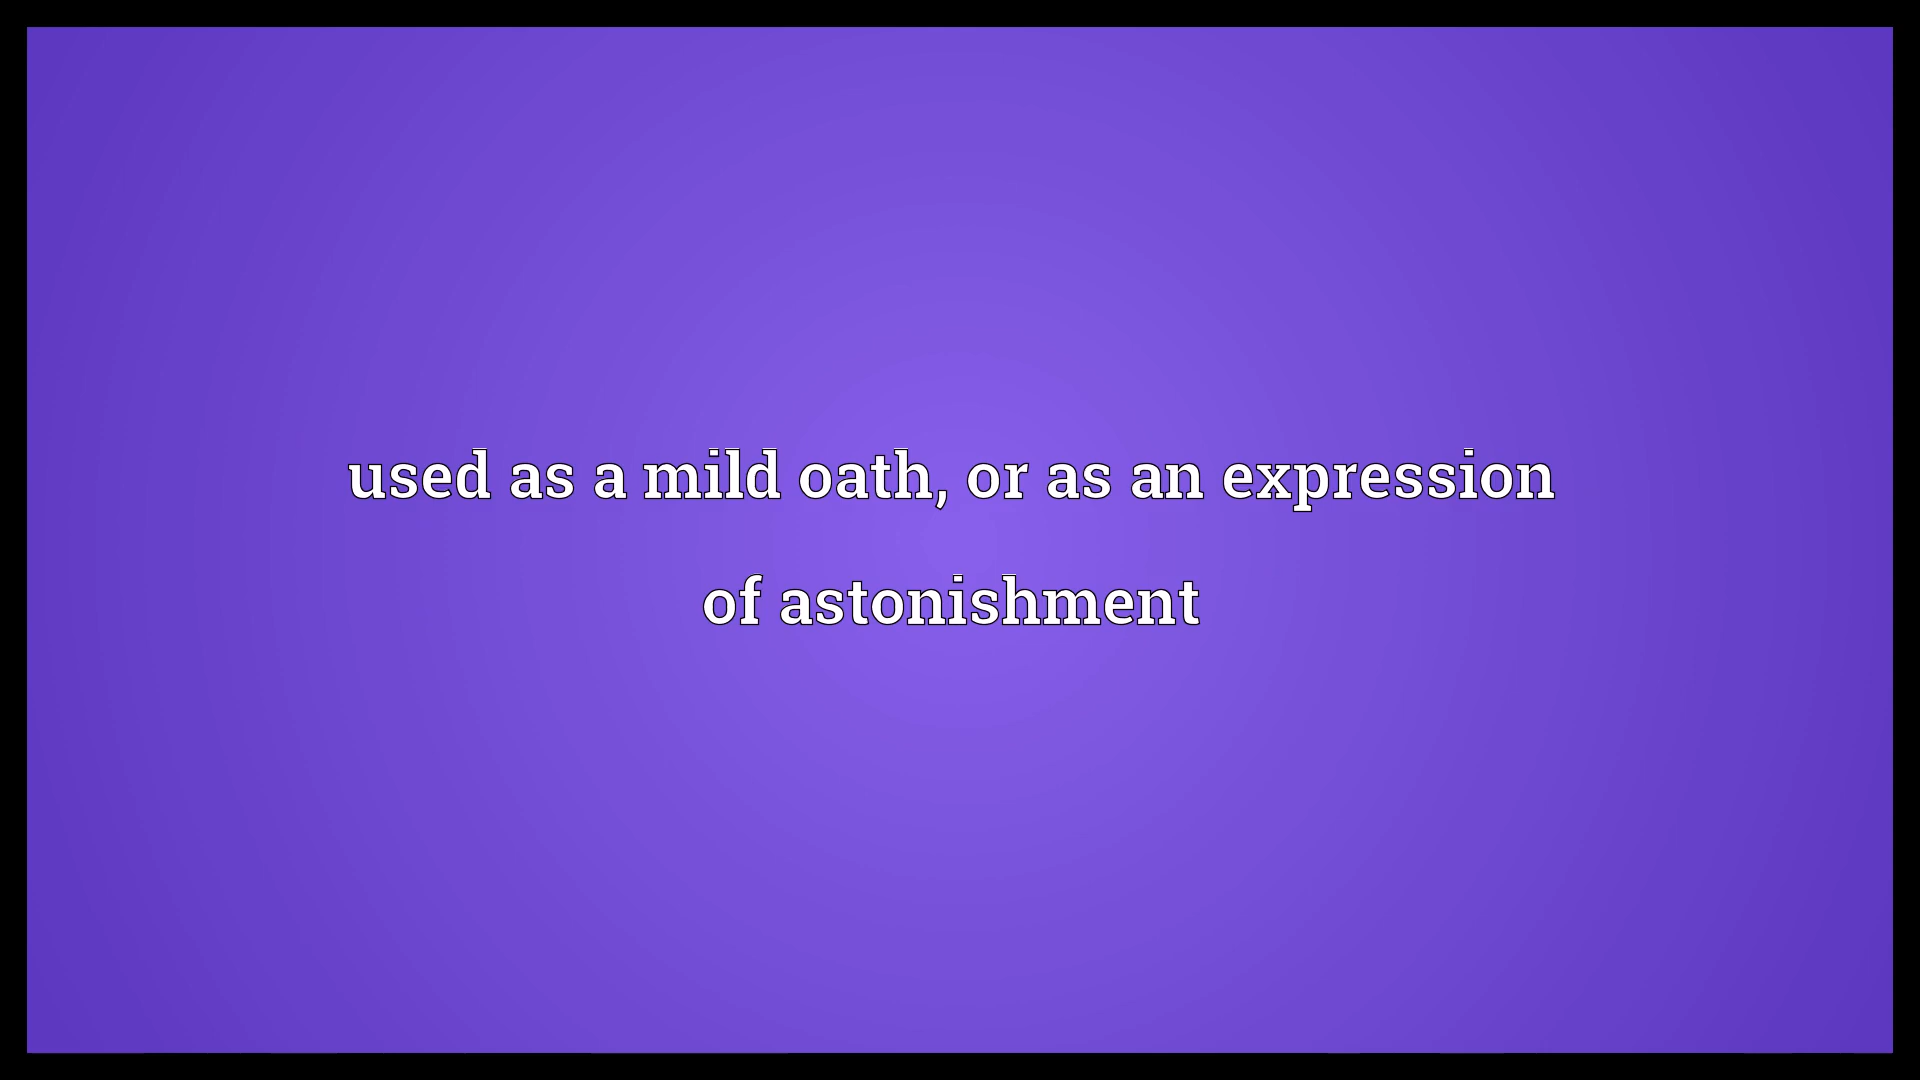 used as a mild oath, or as an expression
of astonishment